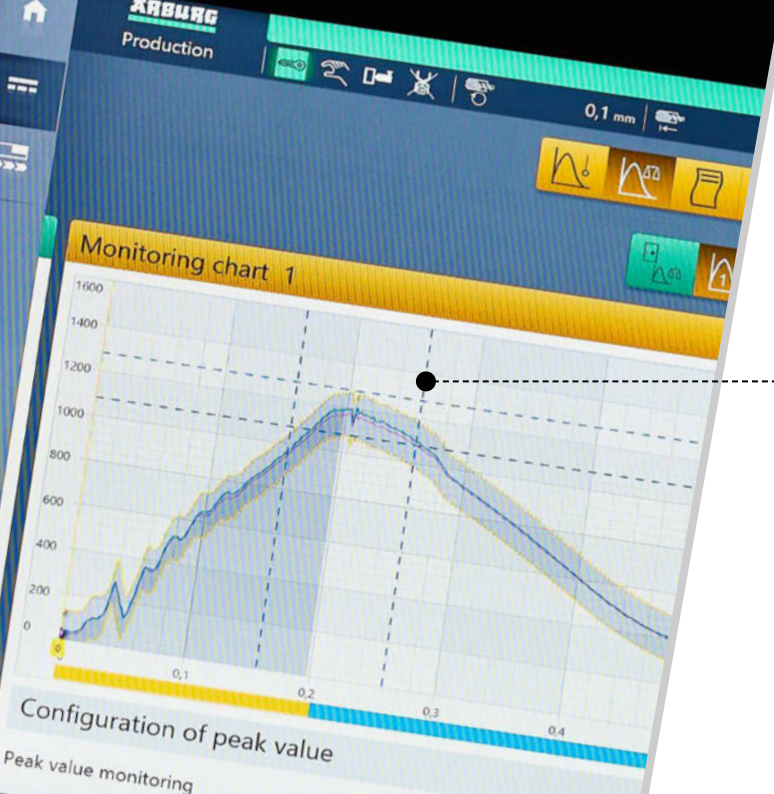 ARBURG
Production
0,1 mm
1
Monitoring chart 1
1600
1400
1200
1000
800
600
400
200
0
0
0,1
0,2
0,3
0,4
Configuration of peak value
Peak value monitoring